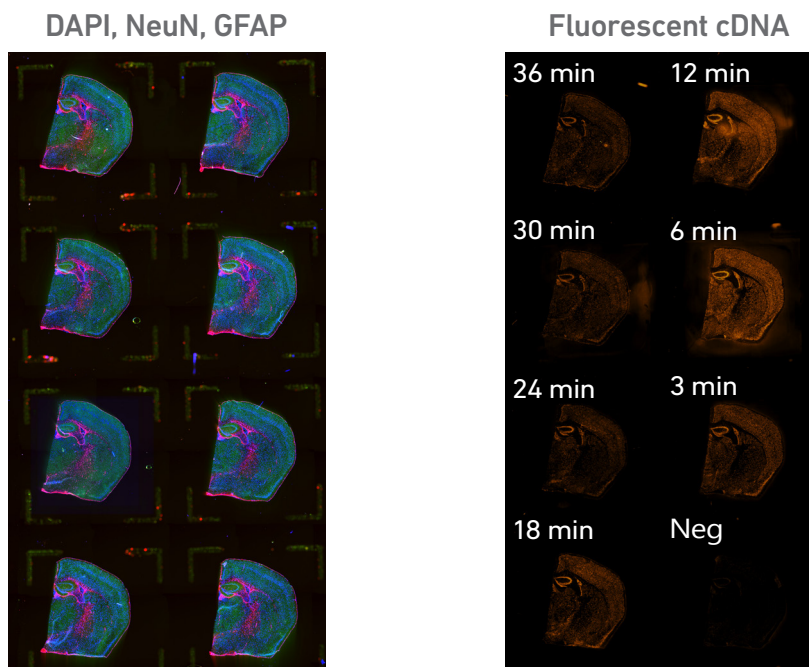 DAPI, NeuN, GFAP
Fluorescent cDNA
36 min
12 min
30 min
6 min
24 min
3 min
18 min
Neg